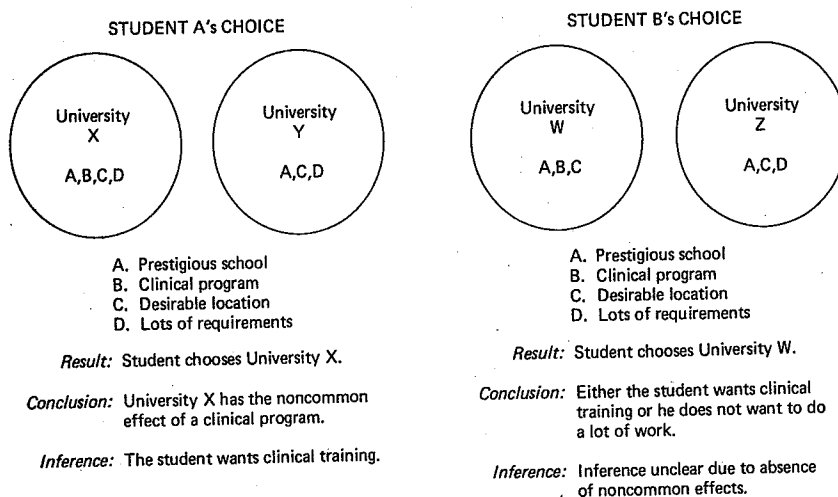 STUDENT A's CHOICE
University
X
A,B,C,D
University
Y
A,C,D
A. Prestigious school
B. Clinical program
C. Desirable location
D. Lots of requirements
Result: Student chooses University X.
Conclusion: University X has the noncommon
effect of a clinical program.
Inference: The student wants clinical training.
STUDENT B's CHOICE
University
W
A,B,C
University
Z
A,C,D
A. Prestigious school
B. Clinical program
C. Desirable location
D. Lots of requirements
Result: Student chooses University W.
Conclusion: Either the student wants clinical
training or he does not want to do
a lot of work.
Inference: Inference unclear due to absence
of noncommon effects.